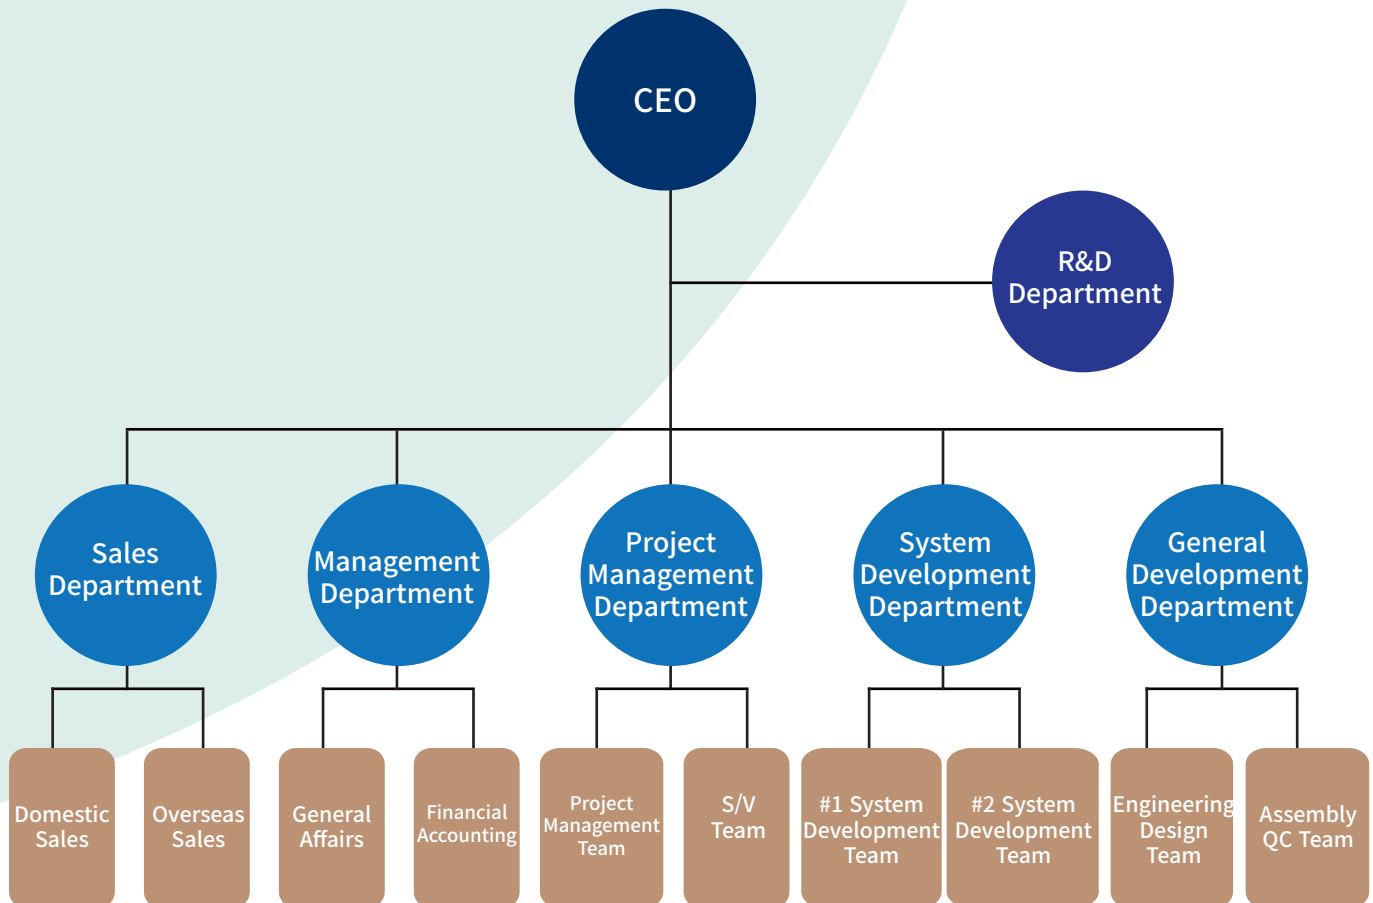 CEO
R&D
Department
Sales
Department
Management
Department
Project
Management
Department
System
Development
Department
General
Development
Department
Domestic
Sales
Overseas
Sales
General
Affairs
Financial
Accounting
Project
Management
Team
S/V
Team
#1 System
Development
Team
#2 System
Development
Team
Engineering
Design
Team
Assembly
QC Team